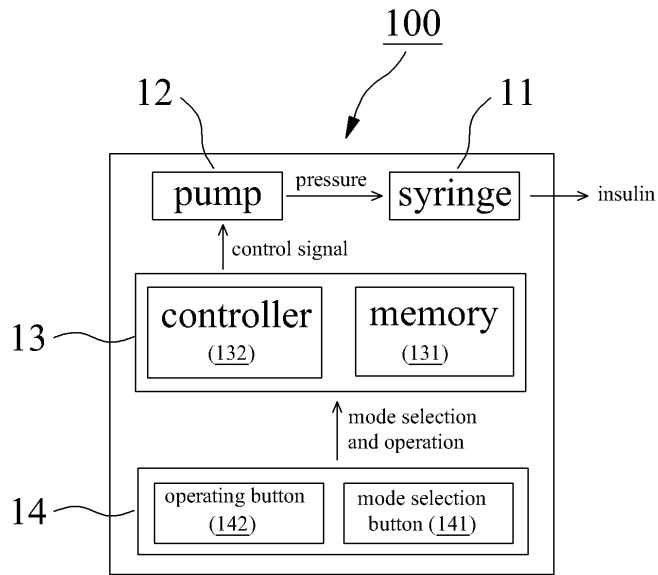 100
12
11
pump
pressure
syringe
insulin
control signal
13
controller
(132)
memory
(131)
mode selection
and operation
14
operating button
(142)
mode selection
button (141)